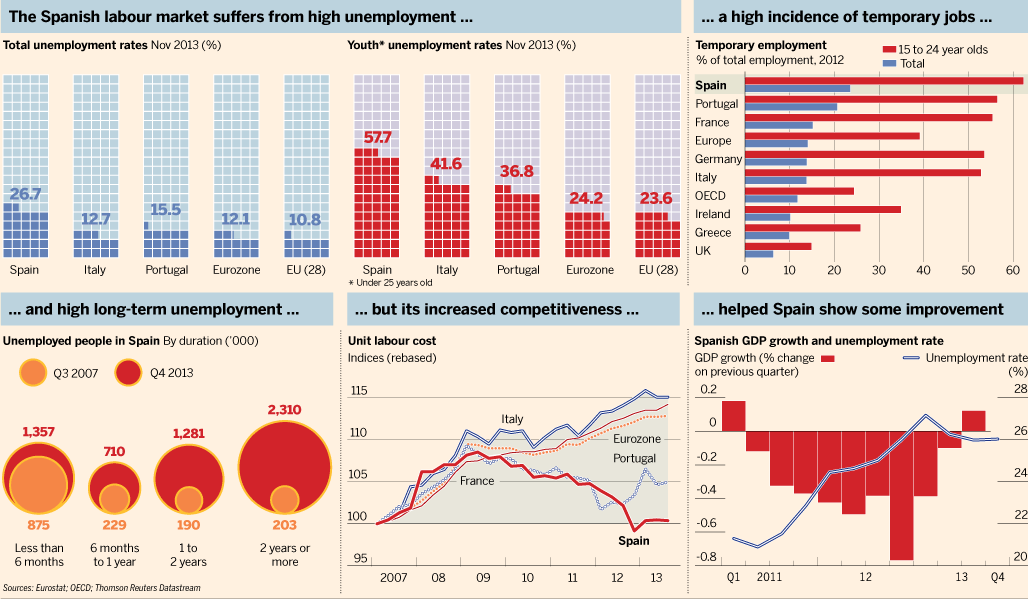 The Spanish labour market suffers from high unemployment ...
Total unemployment rates Nov 2013 (%)
26.7
12.7
15.5
12.1
10.8
Spain
Italy
Portugal
Eurozone
EU (28)
Youth* unemployment rates Nov 2013 (%)
57.7
41.6
36.8
24.2
23.6
Spain
Italy
Portugal
Eurozone
EU (28)
* Under 25 years old
... a high incidence of temporary jobs ...
Temporary employment
% of total employment, 2012
15 to 24 year olds
Total
Spain
Portugal
France
Europe
Germany
Italy
OECD
Ireland
Greece
UK
0 10 20 30 40 50 60
... and high long-term unemployment ...
Unemployed people in Spain By duration ('000)
Q3 2007
Q4 2013
1,357
710
1,281
2,310
875
229
190
203
Less than
6 months
6 months
to 1 year
1 to
2 years
2 years or
more
Sources: Eurostat; OECD; Thomson Reuters Datastream
... but its increased competitiveness ...
Unit labour cost
Indices (rebased)
115
110
105
100
95
Italy
Eurozone
Portugal
France
Spain
2007 08 09 10 11 12 13
... helped Spain show some improvement
Spanish GDP growth and unemployment rate
GDP growth (% change
on previous quarter)
Unemployment rate
(%)
0.2
0
-0.2
-0.4
-0.6
-0.8
28
26
24
22
20
Q1 2011 12 13 Q4